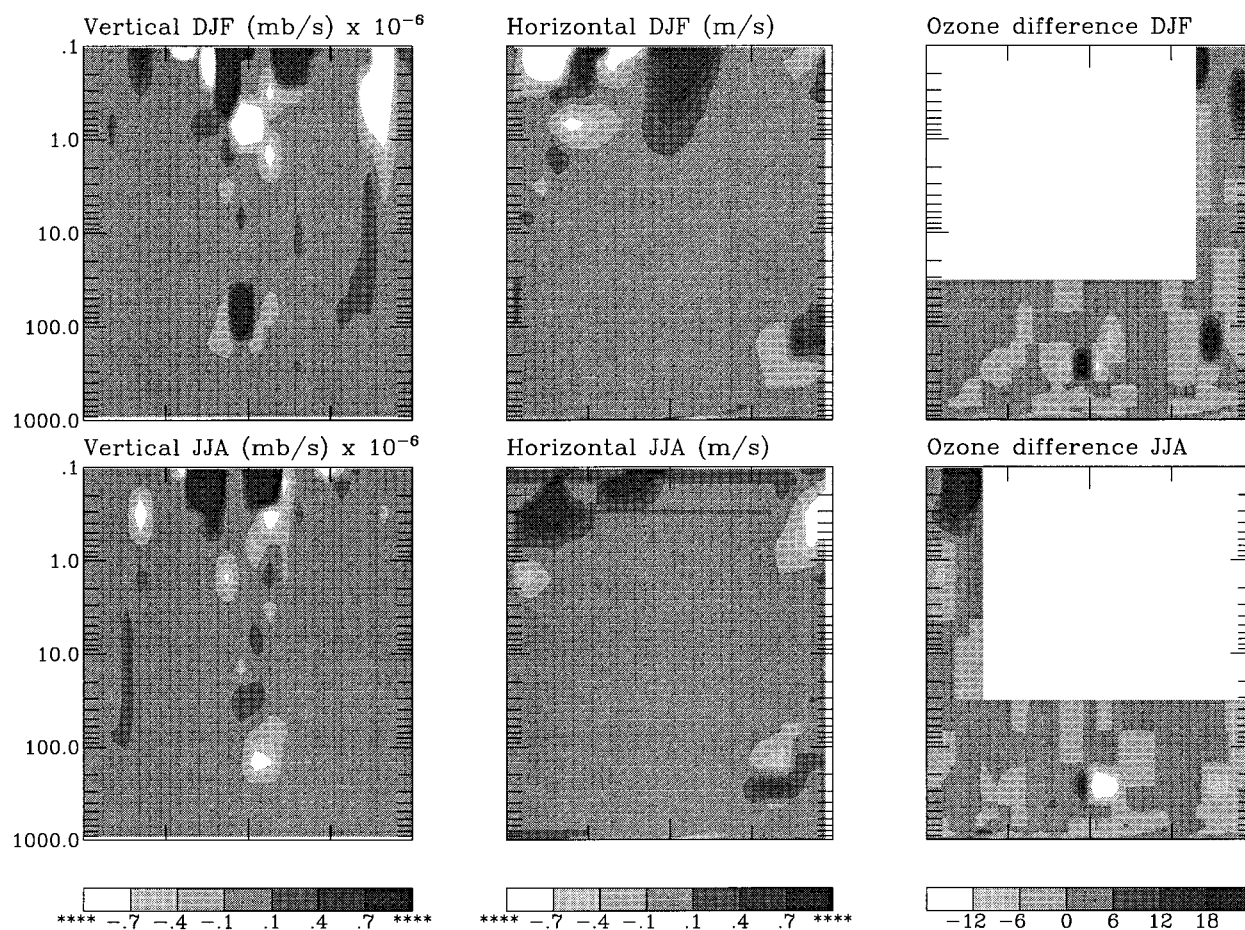 Vertical DJF (mb/s) x 10⁻⁶
Horizontal DJF (m/s)
Ozone difference DJF
.1
1.0
10.0
100.0
1000.0
Vertical JJA (mb/s) x 10⁻⁶
Horizontal JJA (m/s)
Ozone difference JJA
.1
1.0
10.0
100.0
1000.0
**** -.7 -.4 -.1 .1 .4 .7 ****
**** -.7 -.4 -.1 .1 .4 .7 ****
-12 -6 0 6 12 18